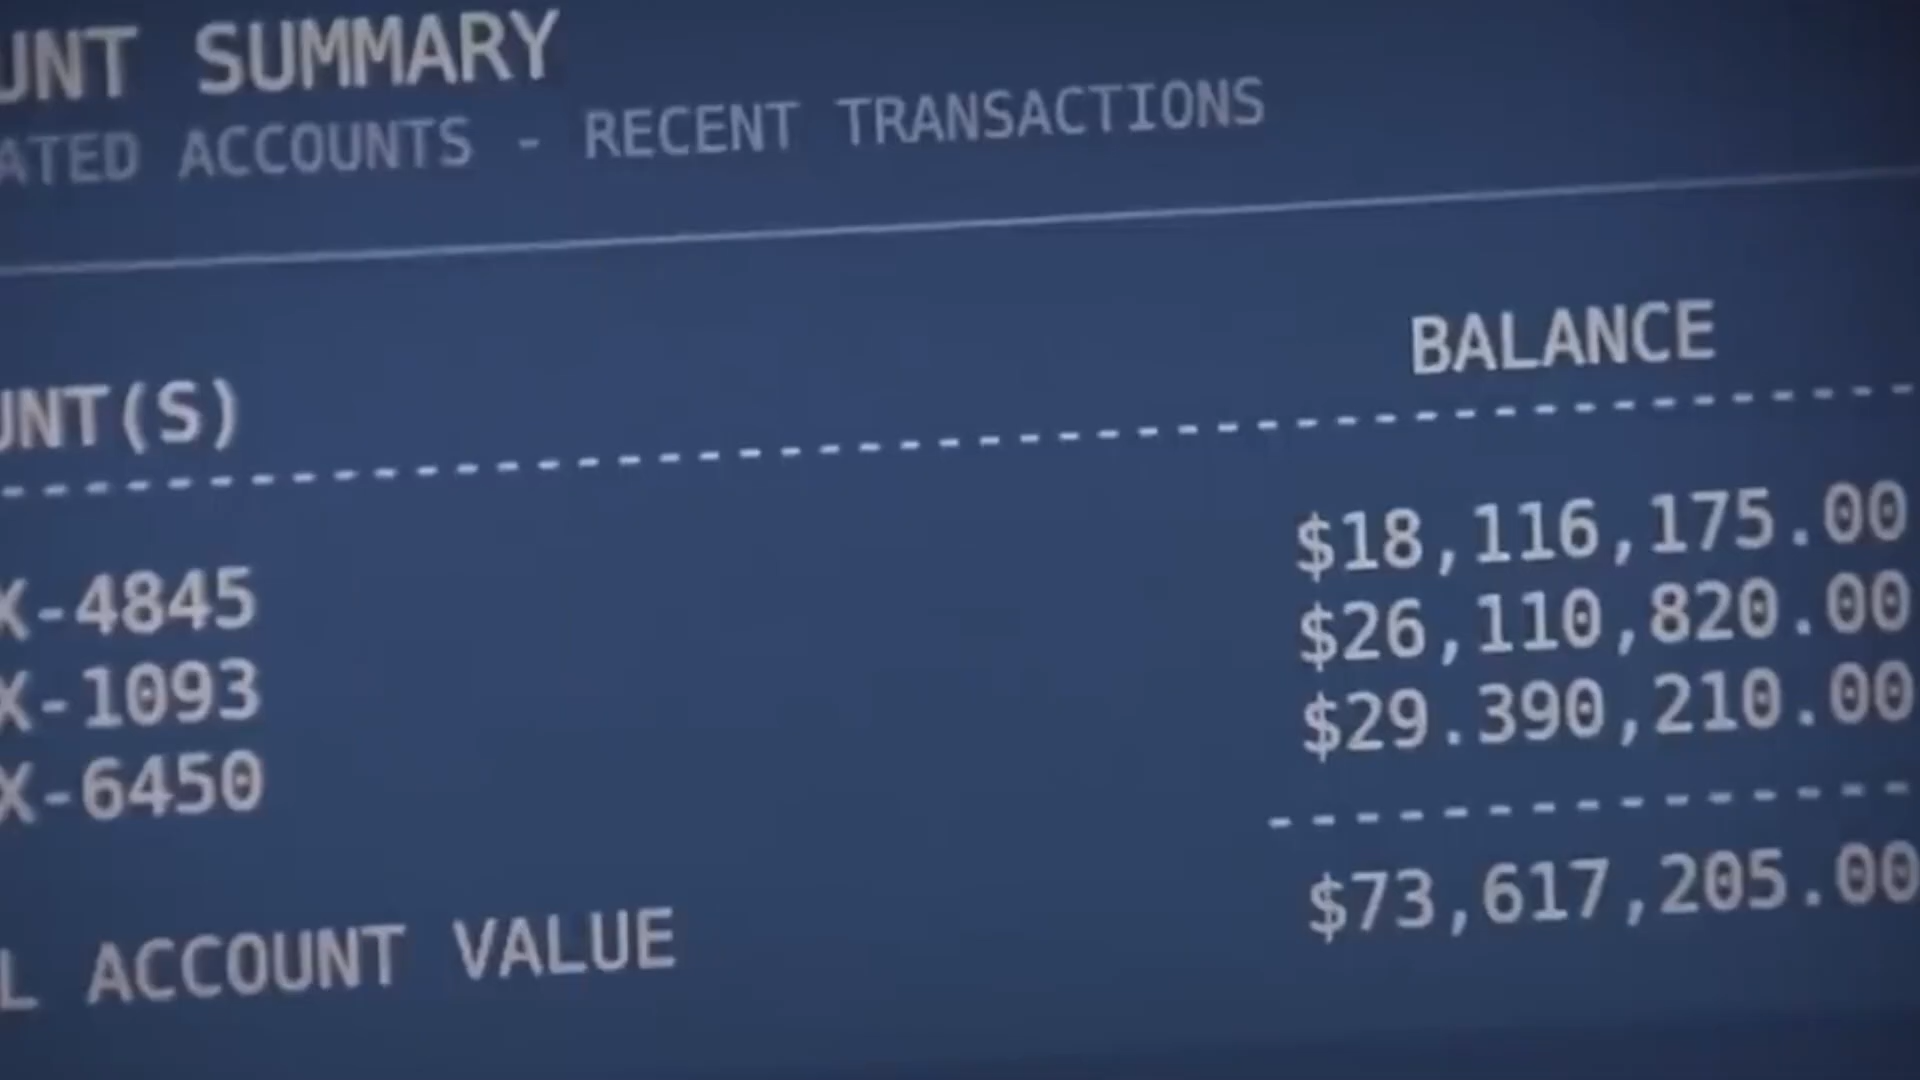 UNT SUMMARY
ATED ACCOUNTS - RECENT TRANSACTIONS
UNT(S) BALANCE
X-4845 $18,116,175.00
X-1093 $26,110,820.00
X-6450 $29.390,210.00
L ACCOUNT VALUE $73,617,205.00